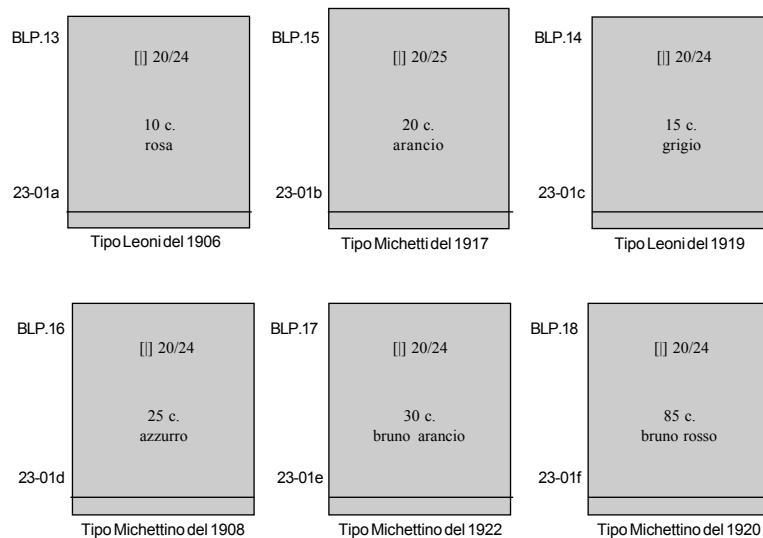 BLP.13
[|] 20/24
10 c.
rosa
23-01a
Tipo Leoni del 1906
BLP.15
[|] 20/25
20 c.
arancio
23-01b
Tipo Michetti del 1917
BLP.14
[|] 20/24
15 c.
grigio
23-01c
Tipo Leoni del 1919
BLP.16
[|] 20/24
25 c.
azzurro
23-01d
Tipo Michettino del 1908
BLP.17
[|] 20/24
30 c.
bruno arancio
23-01e
Tipo Michettino del 1922
BLP.18
[|] 20/24
85 c.
bruno rosso
23-01f
Tipo Michettino del 1920